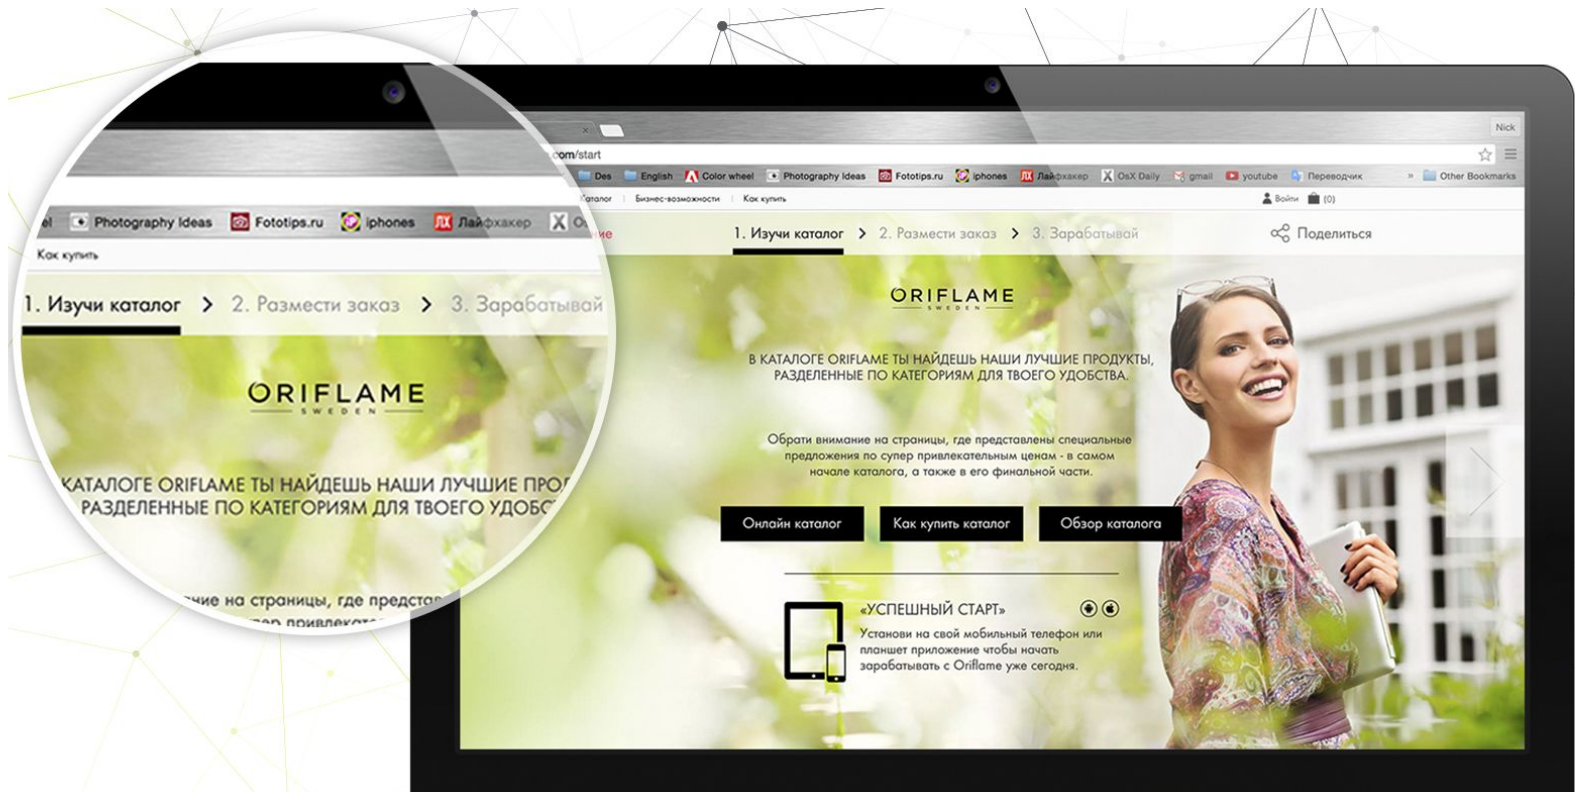 Nick
com/start
Des English Color wheel Photography Ideas Fototips.ru iphones Лайфхакер OsX Daily gmail youtube Переводчик » Other Bookmarks
Каталог Бизнес-возможности Как купить Войти (0)
1. Изучи каталог > 2. Размести заказ > 3. Зарабатывай Поделиться
ORIFLAME
SWEDEN
В КАТАЛОГЕ ORIFLAME ТЫ НАЙДЕШЬ НАШИ ЛУЧШИЕ ПРОДУКТЫ,
РАЗДЕЛЕННЫЕ ПО КАТЕГОРИЯМ ДЛЯ ТВОЕГО УДОБСТВА.
Обрати внимание на страницы, где представлены специальные
предложения по супер привлекательным ценам - в самом
начале каталога, а также в его финальной части.
Онлайн каталог Как купить каталог Обзор каталога
«УСПЕШНЫЙ СТАРТ»
Установи на свой мобильный телефон или
планшет приложение чтобы начать
зарабатывать с Oriflame уже сегодня.
Photography Ideas Fototips.ru iphones Лайфхакер
Как купить
1. Изучи каталог > 2. Размести заказ > 3. Зарабатывай
ORIFLAME
SWEDEN
КАТАЛОГЕ ORIFLAME ТЫ НАЙДЕШЬ НАШИ ЛУЧШИЕ
РАЗДЕЛЕННЫЕ ПО КАТЕГОРИЯМ ДЛЯ ТВОЕГО
на страницы, где